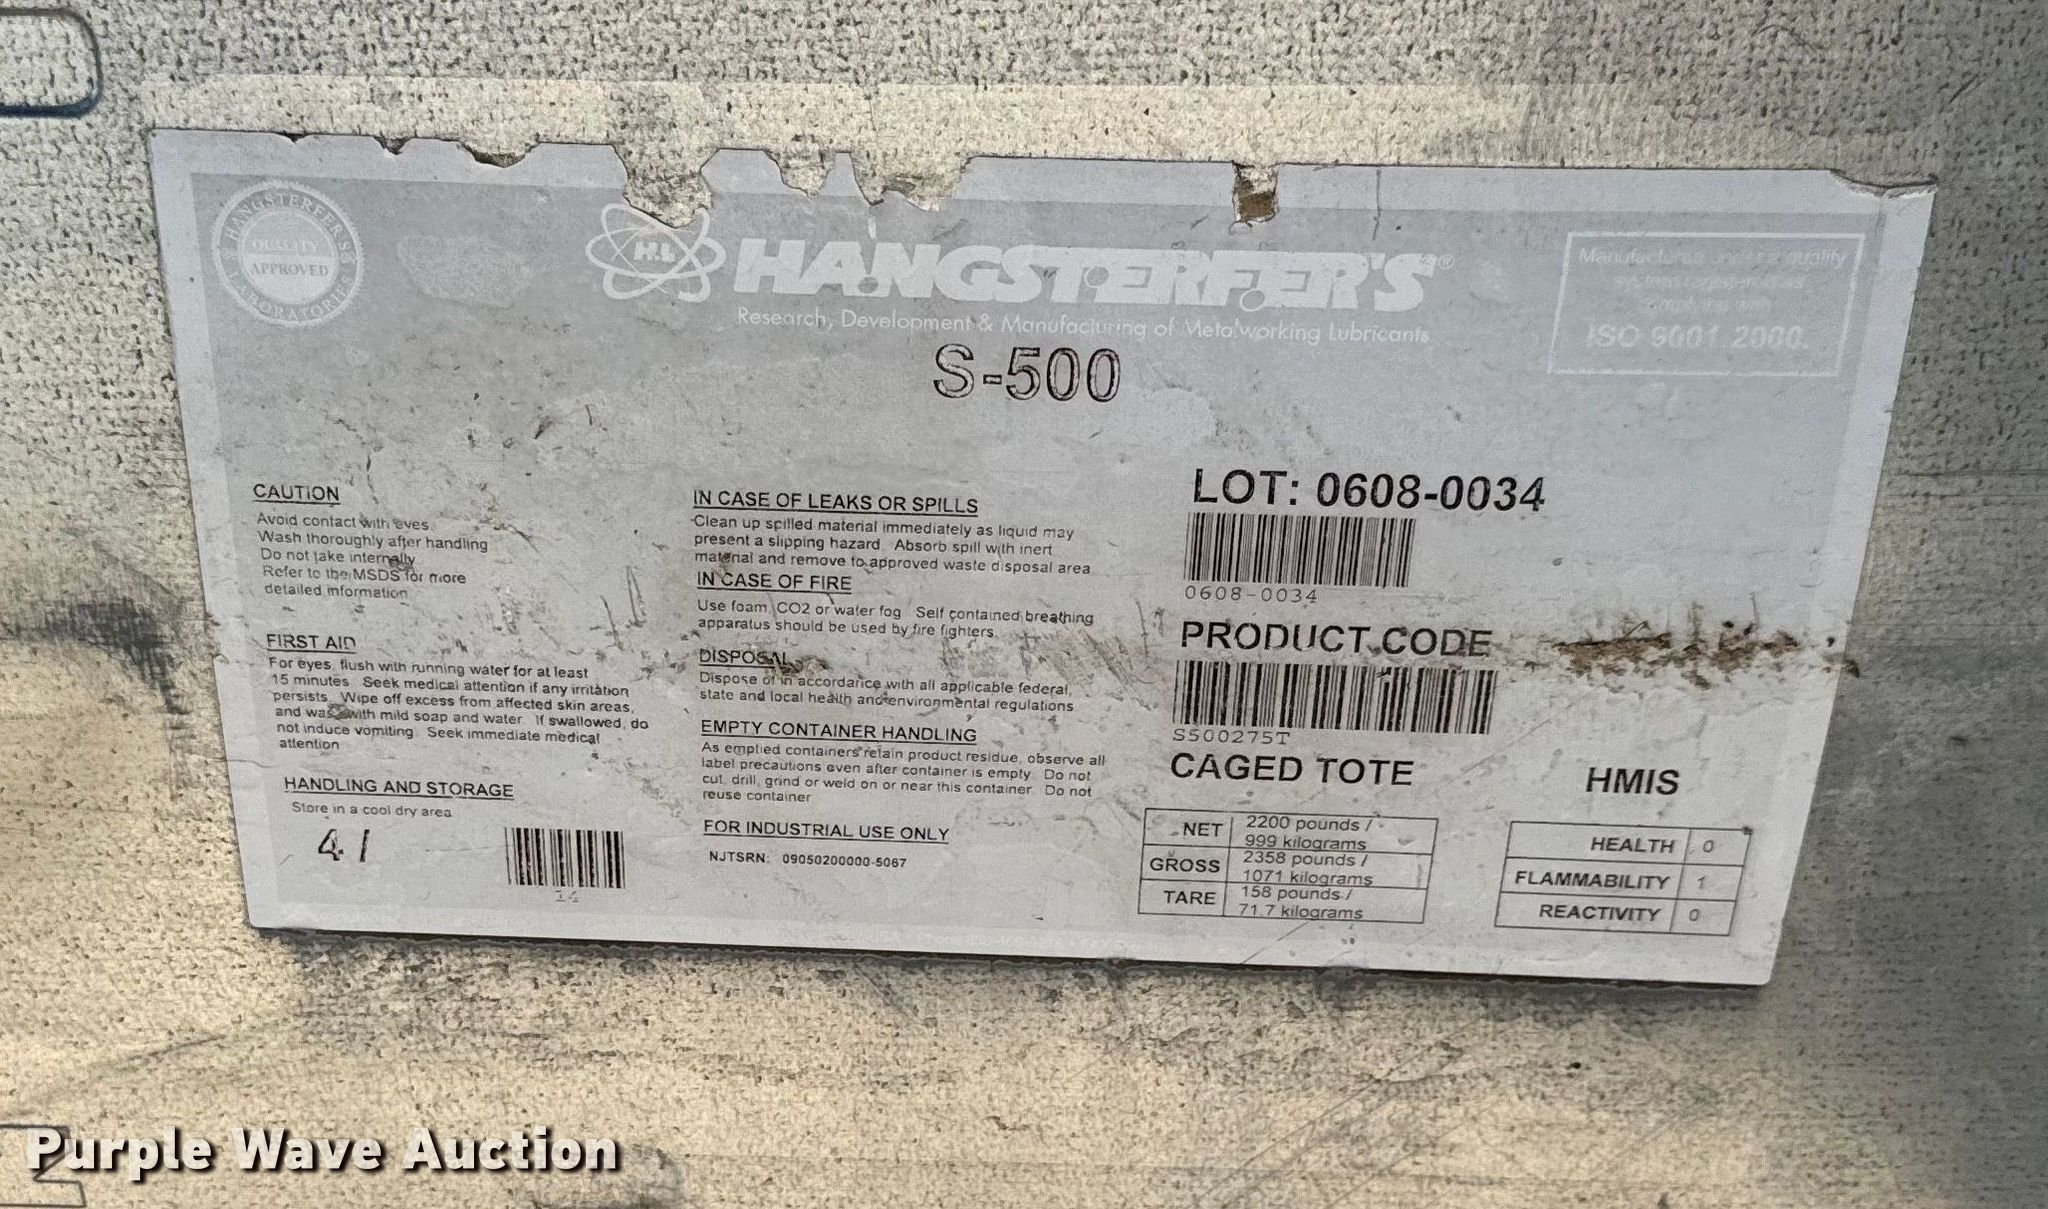 HANGSTERFER'S
QUALITY
APPROVED
LABORATORIES
H.L
HANGSTERFER'S®
Research, Development & Manufacturing of Metalworking Lubricants
Manufactured under a quality
complying with
ISO 9001:2000.
S-500
CAUTION
Avoid contact with eyes.
Wash thoroughly after handling
Do not take internally
Refer to the MSDS for more
detailed information
FIRST AID
For eyes, flush with running water for at least
15 minutes. Seek medical attention if any irritation
persists. Wipe off excess from affected skin areas,
and wash with mild soap and water. If swallowed, do
not induce vomiting. Seek immediate medical
attention
HANDLING AND STORAGE
Store in a cool dry area
41
IN CASE OF LEAKS OR SPILLS
Clean up spilled material immediately as liquid may
present a slipping hazard. Absorb spill with inert
material and remove to approved waste disposal area
IN CASE OF FIRE
Use foam, CO2 or water fog. Self contained breathing
apparatus should be used by fire fighters.
DISPOSAL
Dispose of in accordance with all applicable federal,
state and local health and environmental regulations
EMPTY CONTAINER HANDLING
As emptied containers retain product residue, observe all
label precautions even after container is empty. Do not
cut, drill, grind or weld on or near this container. Do not
reuse container
FOR INDUSTRIAL USE ONLY
NJTSRN: 09050200000-5067
LOT: 0608-0034
0608-0034
PRODUCT CODE
S500275T
CAGED TOTE
NET 2200 pounds /
999 kilograms
GROSS 2358 pounds /
1071 kilograms
TARE 158 pounds /
71.7 kilograms
HMIS
HEALTH 0
FLAMMABILITY 1
REACTIVITY 0
Purple Wave Auction